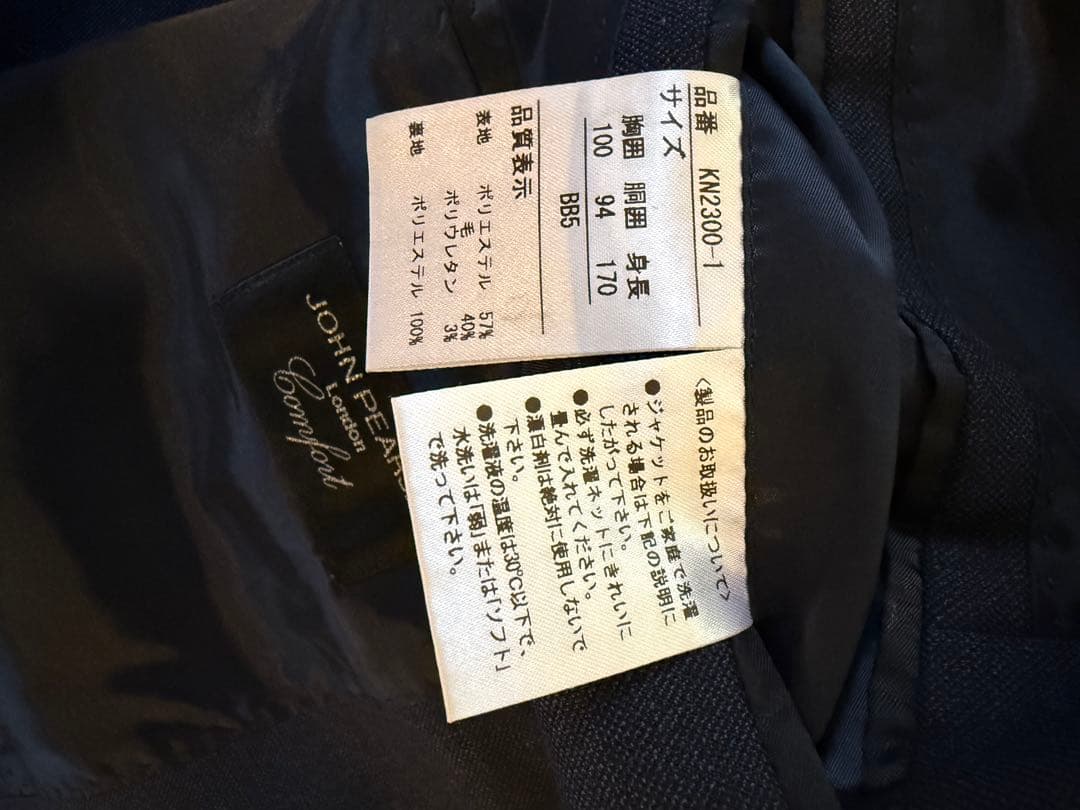 品番 KN2300-1
サイズ
胸囲 胴囲 身長
100 94 170
BB5
品質表示
表地 ポリエステル 57%
毛 40%
ポリウレタン 3%
裏地 ポリエステル 100%
<製品のお取扱いについて>
●ジャケットをご家庭で洗濯
される場合は下記の説明に
したがって下さい。
●必ず洗濯ネットにきれいに
畳んで入れてください。
●漂白剤は絶対に使用しないで
下さい。
●洗濯液の温度は30℃以下で、
水洗いは「弱」または「ソフト」
で洗って下さい。
JOHN PEARS
London
Comfort